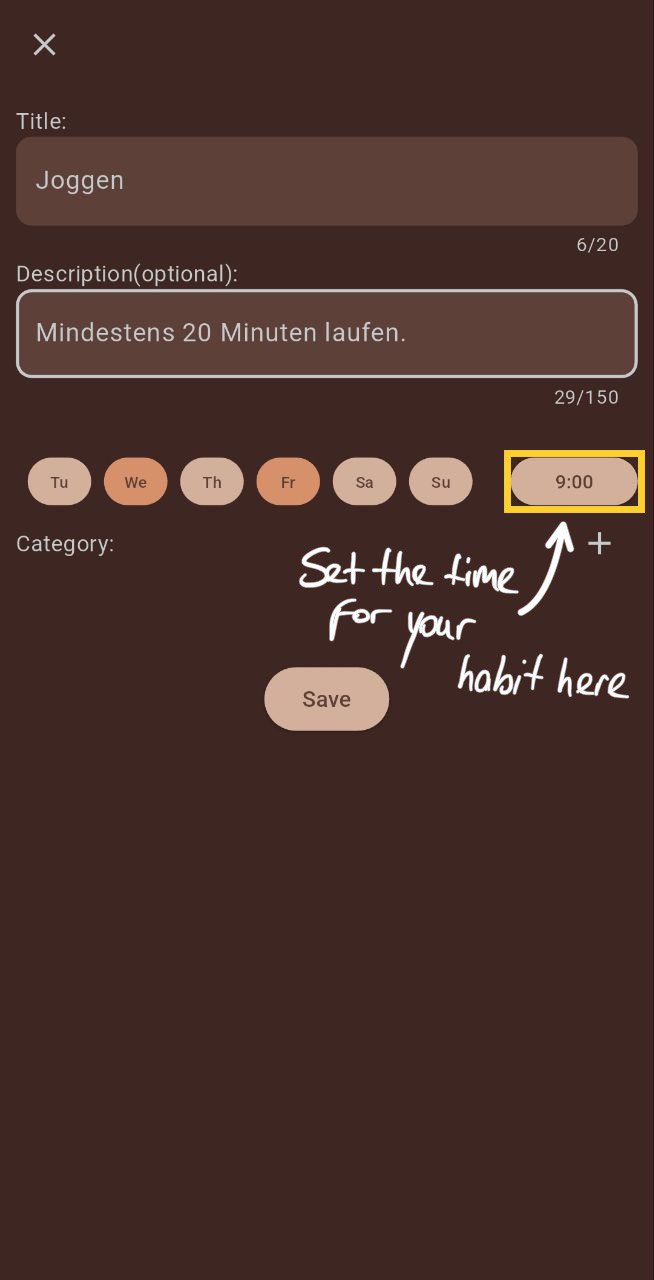 Title:
Joggen
6/20
Description(optional):
Mindestens 20 Minuten laufen.
29/150
Tu We Th Fr Sa Su 9:00
Category: +
Set the time
for your
habit here
Save